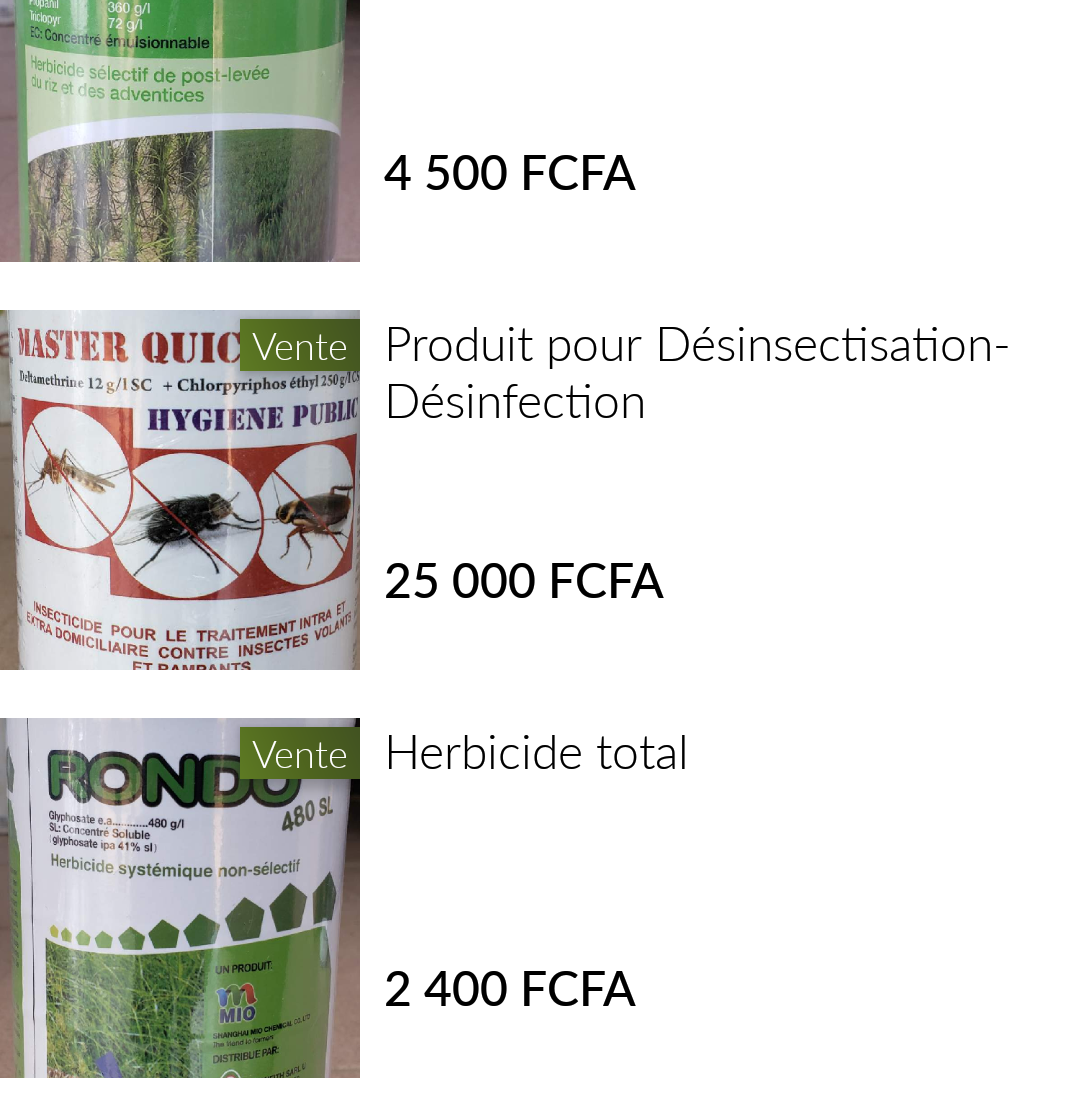 Propanil 360 g/l
Triclopyr 72 g/l
EC: Concentré émulsionnable
Herbicide sélectif de post-levée
du riz et des adventices
4 500 FCFA
MASTER QUIC
Vente
Deltamethrine 12 g/l SC + Chlorpyriphos éthyl 250 g/l CS
HYGIENE PUBLIC
INSECTICIDE POUR LE TRAITEMENT INTRA ET
EXTRA DOMICILIAIRE CONTRE INSECTES VOLANTS
ET RAMPANTS
Produit pour Désinsectisation-
Désinfection
25 000 FCFA
RONDO
Vente
480 SL
Glyphosate e.a............480 g/l
SL: Concentré Soluble
(glyphosate ipa 41% sl)
Herbicide systémique non-sélectif
UN PRODUIT:
MIO
SHANGHAI MIO CHEMICAL CO.,LTD
DISTRIBUE PAR:
SARL
Herbicide total
2 400 FCFA